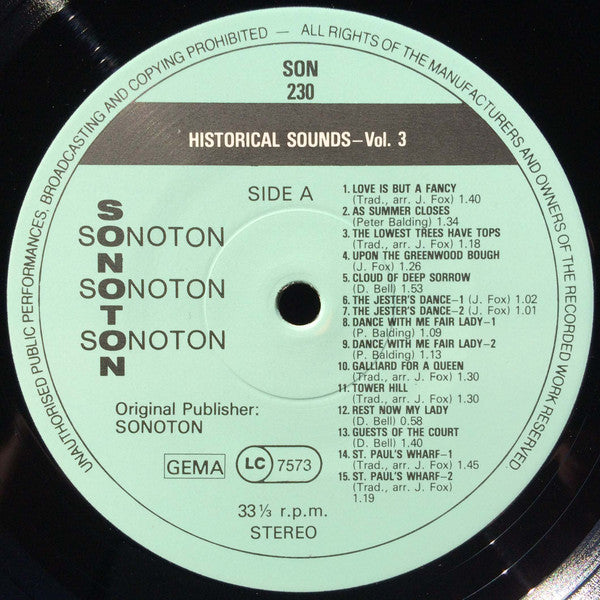 UNAUTHORISED PUBLIC PERFORMANCES, BROADCASTING AND COPYING PROHIBITED – ALL RIGHTS OF THE MANUFACTURERS AND OWNERS OF THE RECORDED WORK RESERVED
SON
230
HISTORICAL SOUNDS–Vol. 3
SIDE A
SONOTON
SONOTON
SONOTON
SONOTON
Original Publisher:
SONOTON
GEMA
LC 7573
33⅓ r.p.m.
STEREO
1. LOVE IS BUT A FANCY
(Trad., arr. J. Fox) 1.40
2. AS SUMMER CLOSES
(Peter Balding) 1.34
3. THE LOWEST TREES HAVE TOPS
(Trad., arr. J. Fox) 1.18
4. UPON THE GREENWOOD BOUGH
(J. Fox) 1.26
5. CLOUD OF DEEP SORROW
(D. Bell) 1.53
6. THE JESTER'S DANCE–1 (J. Fox) 1.02
7. THE JESTER'S DANCE–2 (J. Fox) 1.01
8. DANCE WITH ME FAIR LADY–1
(P. Balding) 1.09
9. DANCE WITH ME FAIR LADY–2
(P. Balding) 1.13
10. GALLIARD FOR A QUEEN
(Trad., arr. J. Fox) 1.30
11. TOWER HILL
(Trad., arr. J. Fox) 1.30
12. REST NOW MY LADY
(D. Bell) 0.58
13. GUESTS OF THE COURT
(D. Bell) 1.40
14. ST. PAUL'S WHARF–1
(Trad., arr. J. Fox) 1.45
15. ST. PAUL'S WHARF–2
(Trad., arr. J. Fox)
1.19